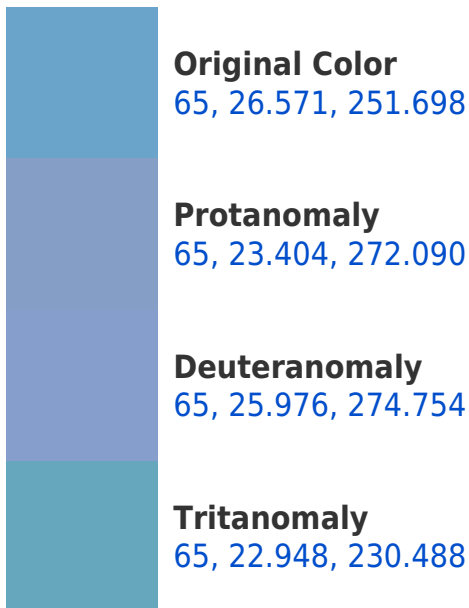 Original Color
65, 26.571, 251.698
Protanomaly
65, 23.404, 272.090
Deuteranomaly
65, 25.976, 274.754
Tritanomaly
65, 22.948, 230.488